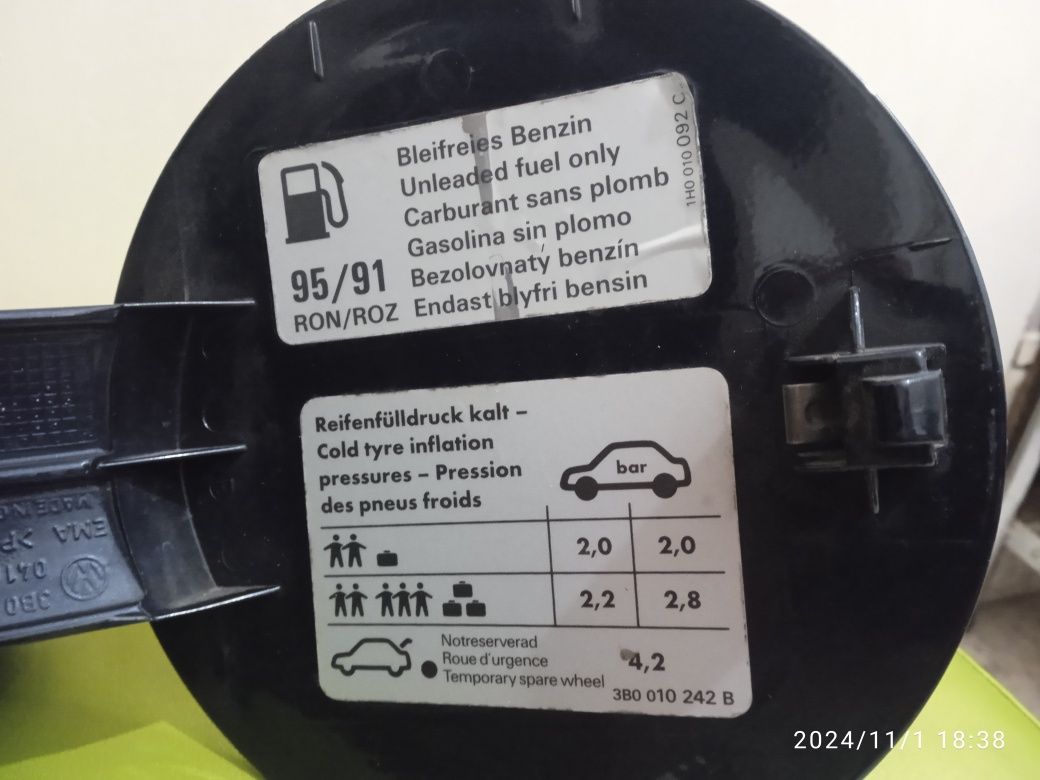 Bleifreies Benzin
Unleaded fuel only
Carburant sans plomb
Gasolina sin plomo
Bezolovnatý benzín
Endast blyfri bensin
95/91
RON/ROZ
1H0 010 092 C
Reifenfülldruck kalt –
Cold tyre inflation
pressures – Pression
des pneus froids
bar
2,0 2,0
2,2 2,8
Notreserverad
Roue d'urgence
Temporary spare wheel
4,2
3B0 010 242 B
3B0 041
2024/11/1 18:38